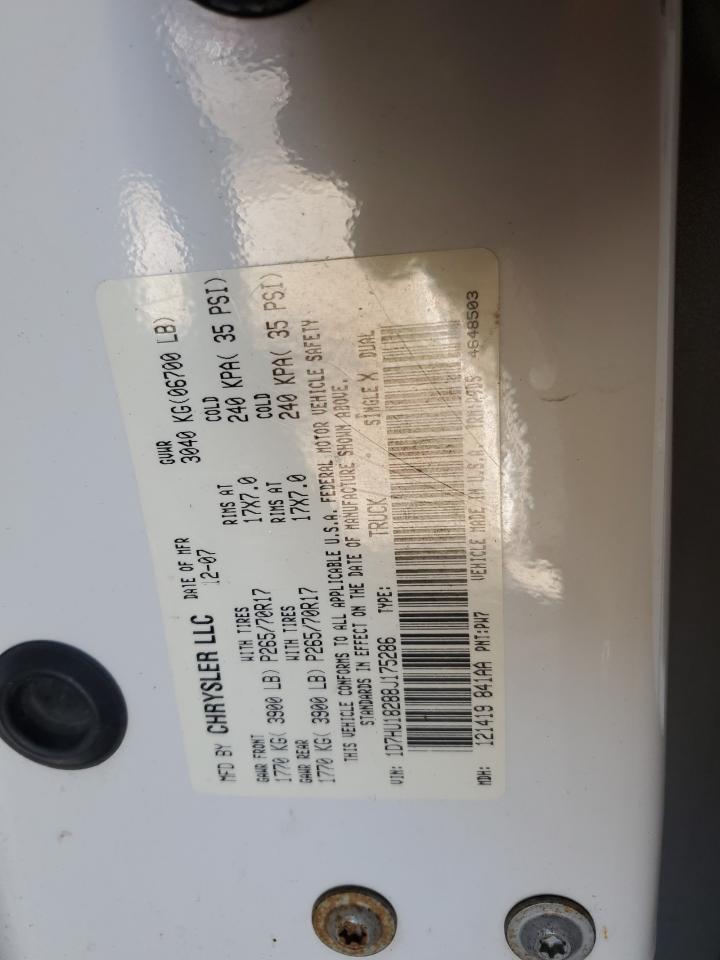 MFD BY CHRYSLER LLC DATE OF MFR 12-07 GVWR 3040 KG(06700 LB)
GAWR FRONT WITH TIRES RIMS AT COLD
1770 KG( 3900 LB) P265/70R17 17X7.0 240 KPA( 35 PSI)
GAWR REAR WITH TIRES RIMS AT COLD
1770 KG( 3900 LB) P265/70R17 17X7.0 240 KPA( 35 PSI)
THIS VEHICLE CONFORMS TO ALL APPLICABLE U.S.A. FEDERAL MOTOR VEHICLE SAFETY
STANDARDS IN EFFECT ON THE DATE OF MANUFACTURE SHOWN ABOVE.
VIN: 1D7HU18288J175286 TYPE: TRUCK SINGLE X DUAL
MDH: 121419 841AA PNT:PW7 VEHICLE MADE IN U.S.A. 4648503